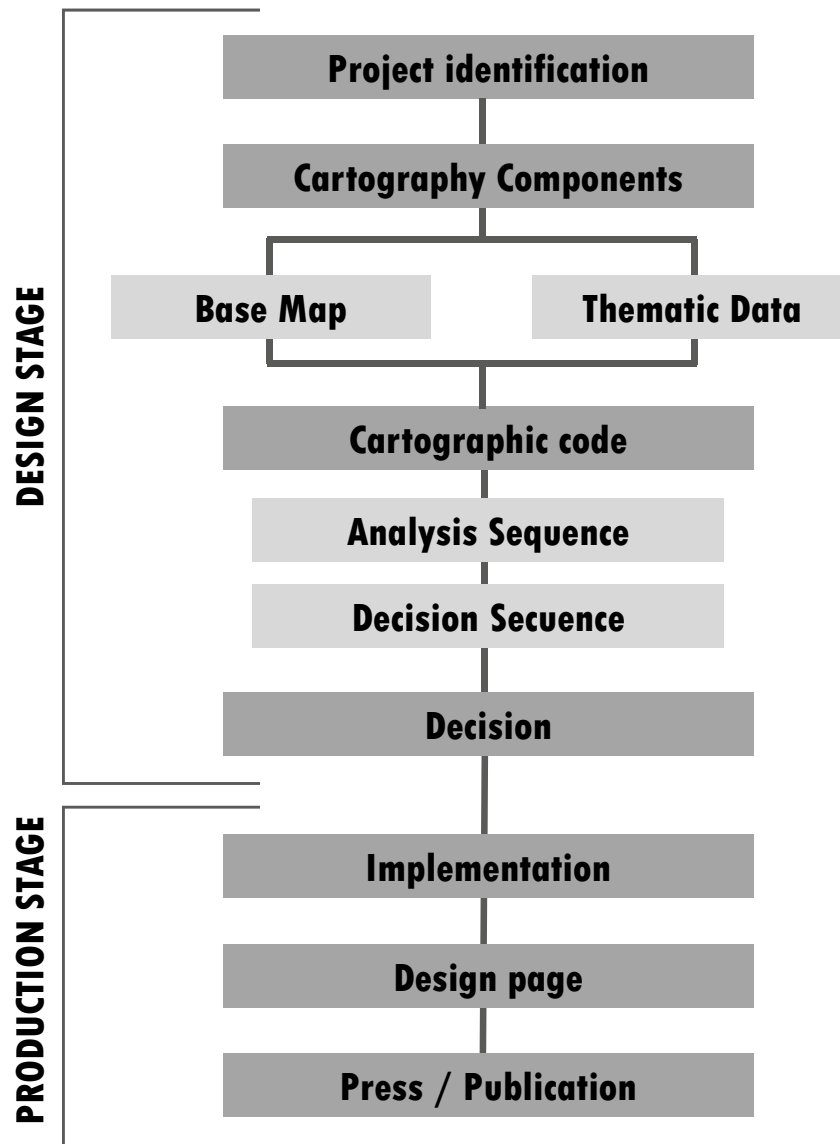 DESIGN STAGE
Project identification
Cartography Components
Base Map
Thematic Data
Cartographic code
Analysis Sequence
Decision Secuence
Decision
PRODUCTION STAGE
Implementation
Design page
Press / Publication